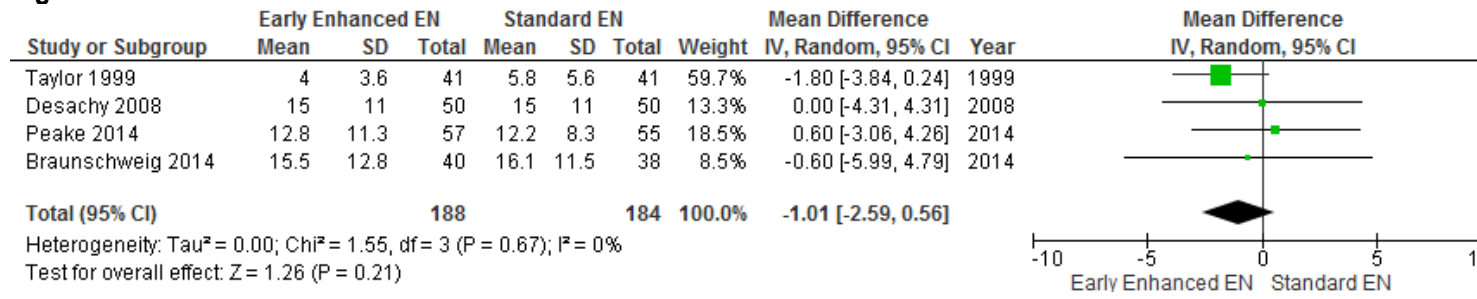 Early Enhanced EN Standard EN Mean Difference Mean Difference
Study or Subgroup Mean SD Total Mean SD Total Weight IV, Random, 95% CI Year IV, Random, 95% CI
Taylor 1999 4 3.6 41 5.8 5.6 41 59.7% -1.80 [-3.84, 0.24] 1999
Desachy 2008 15 11 50 15 11 50 13.3% 0.00 [-4.31, 4.31] 2008
Peake 2014 12.8 11.3 57 12.2 8.3 55 18.5% 0.60 [-3.06, 4.26] 2014
Braunschweig 2014 15.5 12.8 40 16.1 11.5 38 8.5% -0.60 [-5.99, 4.79] 2014
Total (95% CI) 188 184 100.0% -1.01 [-2.59, 0.56]
Heterogeneity: Tau² = 0.00; Chi² = 1.55, df = 3 (P = 0.67); I² = 0%
Test for overall effect: Z = 1.26 (P = 0.21)
-10 -5 0 5
Early Enhanced EN Standard EN